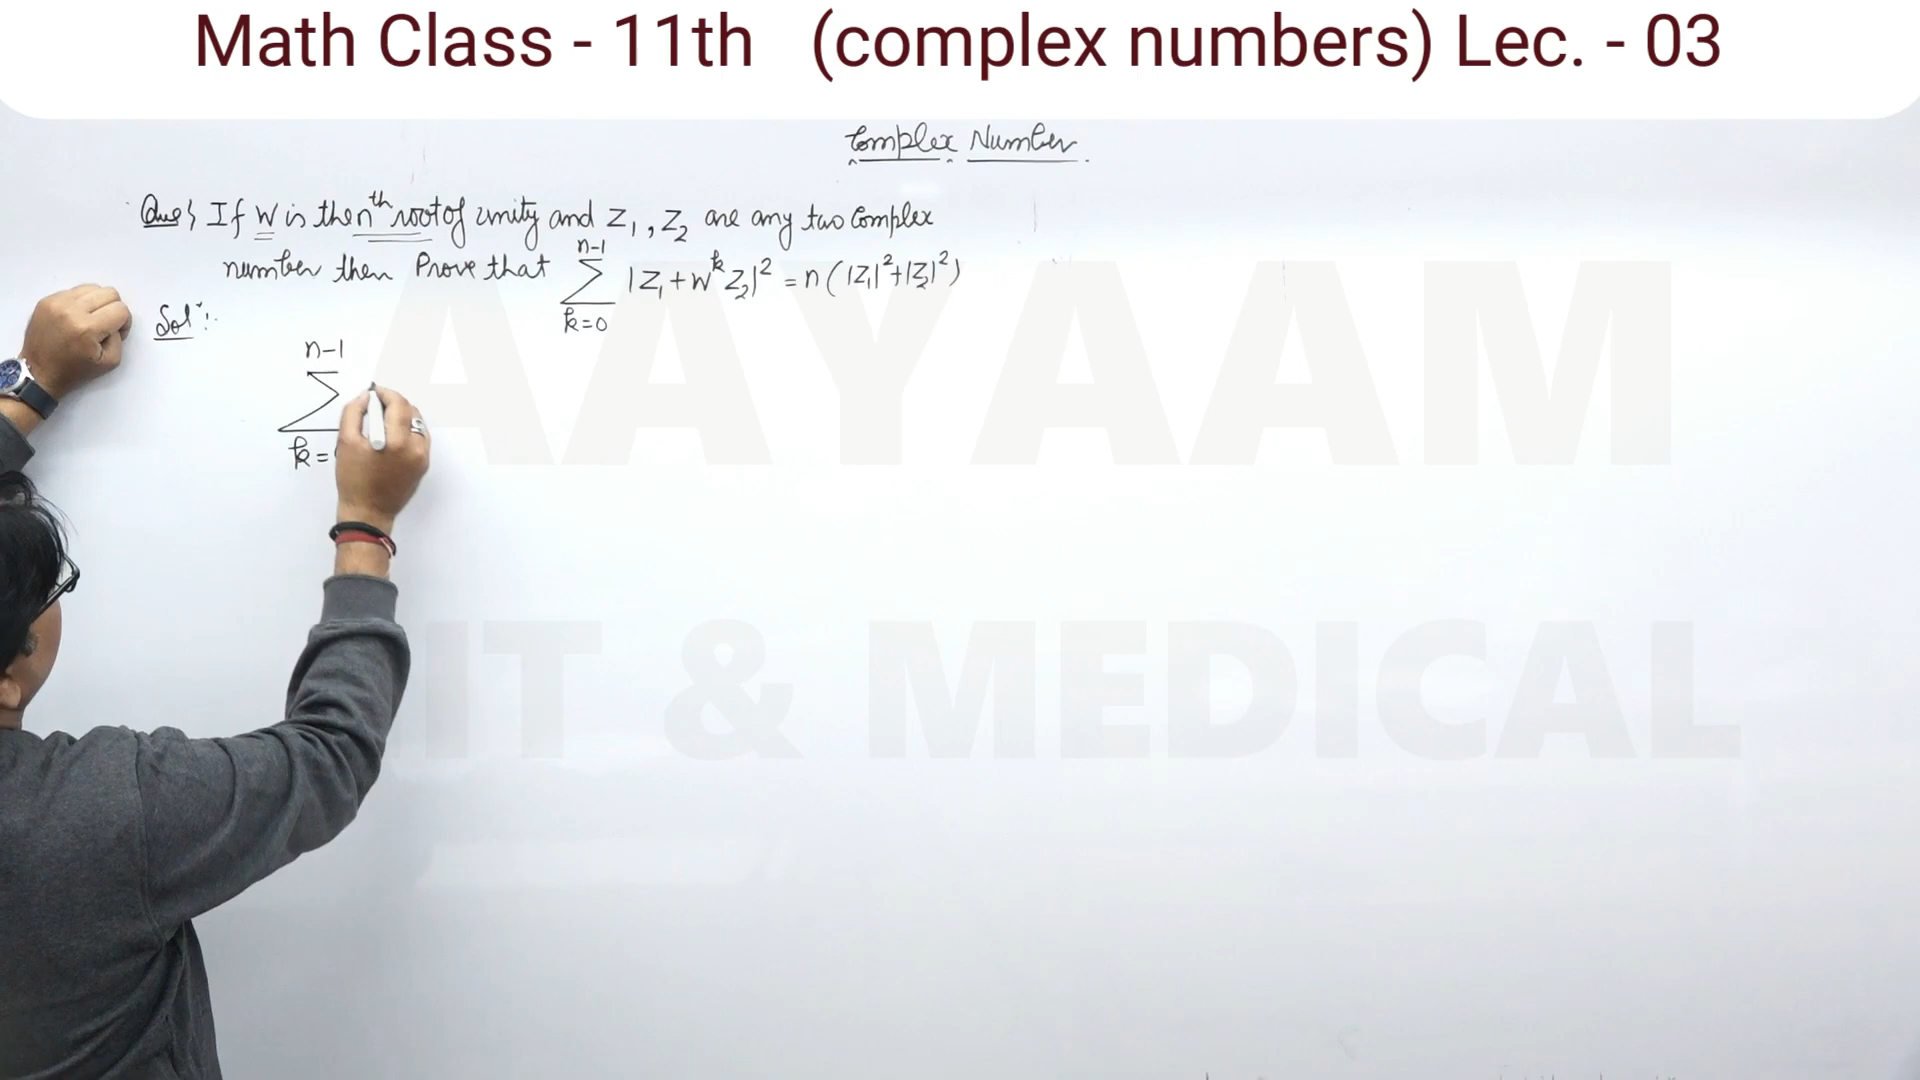 Math Class - 11th (complex numbers) Lec. - 03
Complex Number
Que} If W is the nth root of unity and Z₁, Z₂ are any two Complex
number then Prove that n-1 ∑ k=0 |Z₁ + Wᵏ Z₂|² = n(|Z₁|²+|Z₂|²)
Solⁿ:
n-1
∑
k=
AAYAAM
IIT & MEDICAL